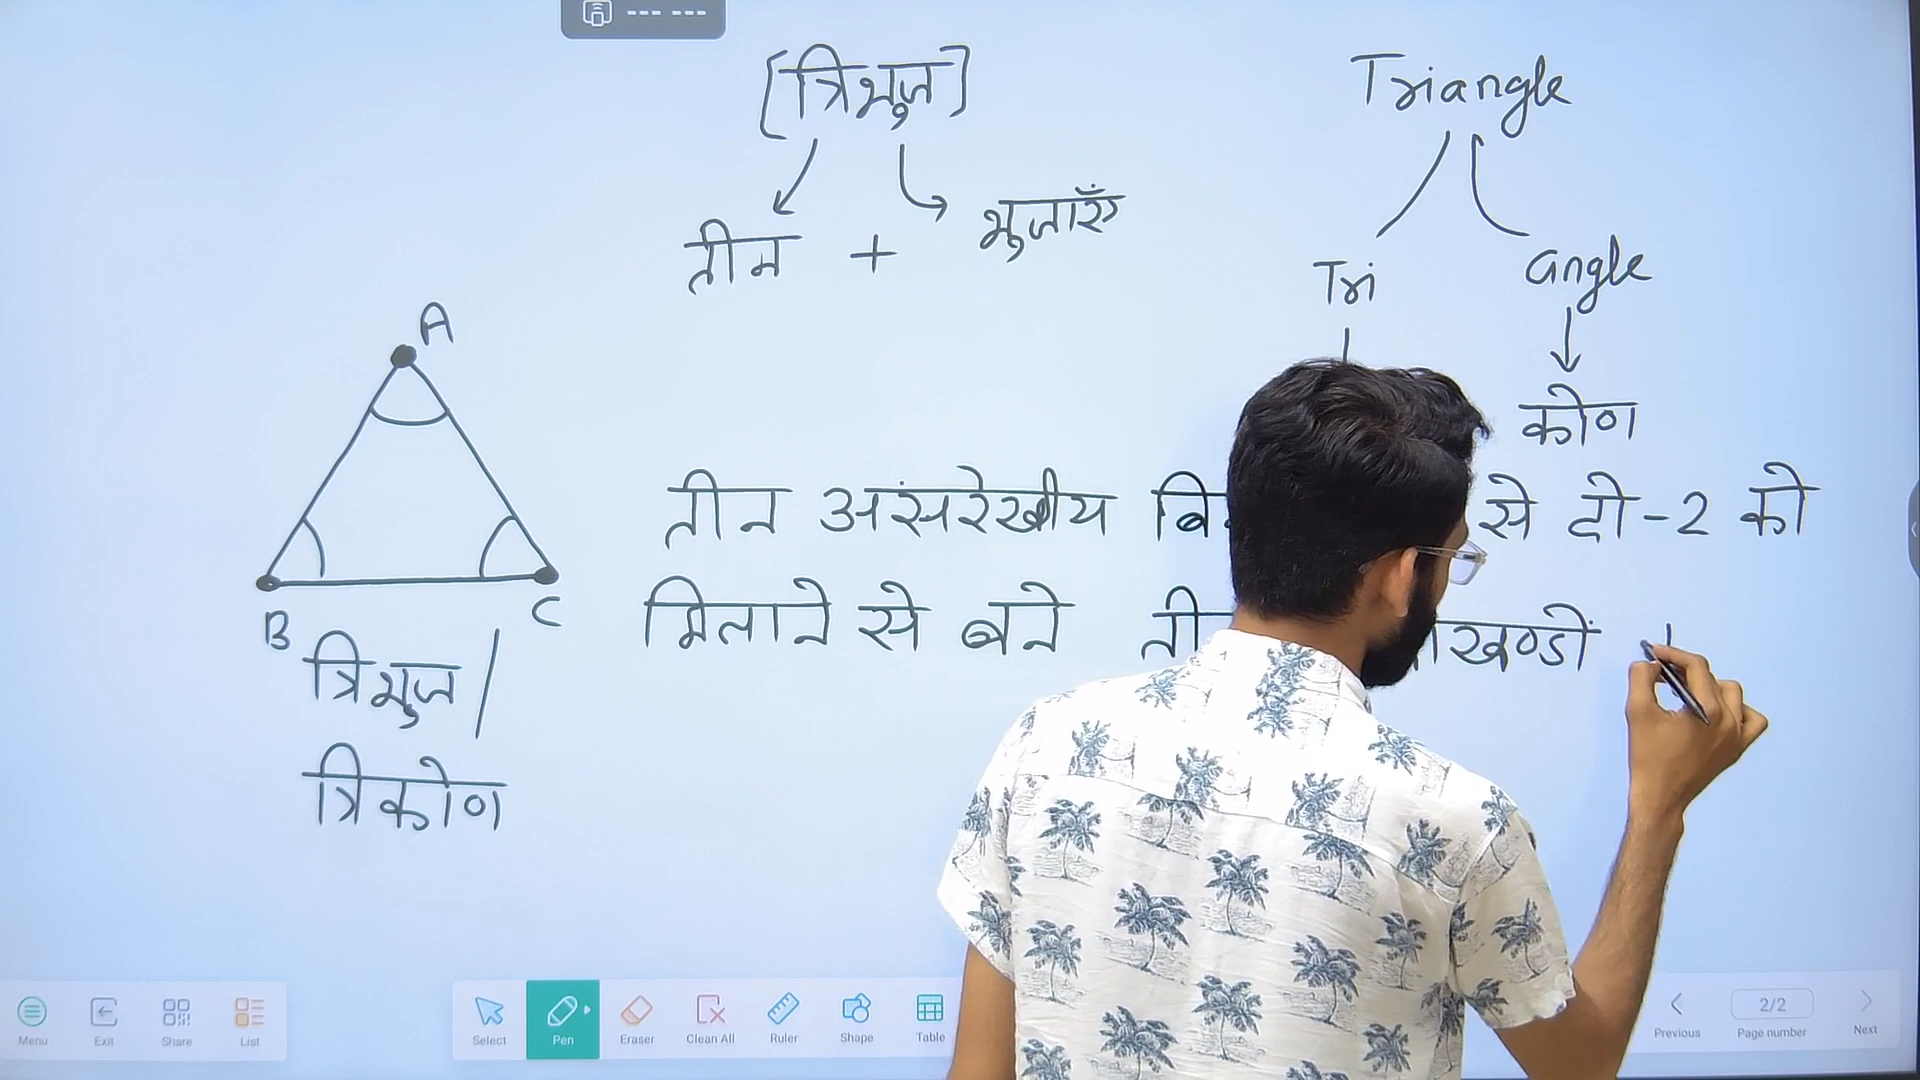 [त्रिभुज]
तीन + भुजाएँ
Triangle
Tri angle
कोण
A
B C
त्रिभुज/
त्रिकोण
तीन असंरेखीय से दो-2 को
मिलाने से बने
Menu Exit Share List
Select Pen Eraser Clean All Ruler Shape Table
Previous 2/2 Page number Next